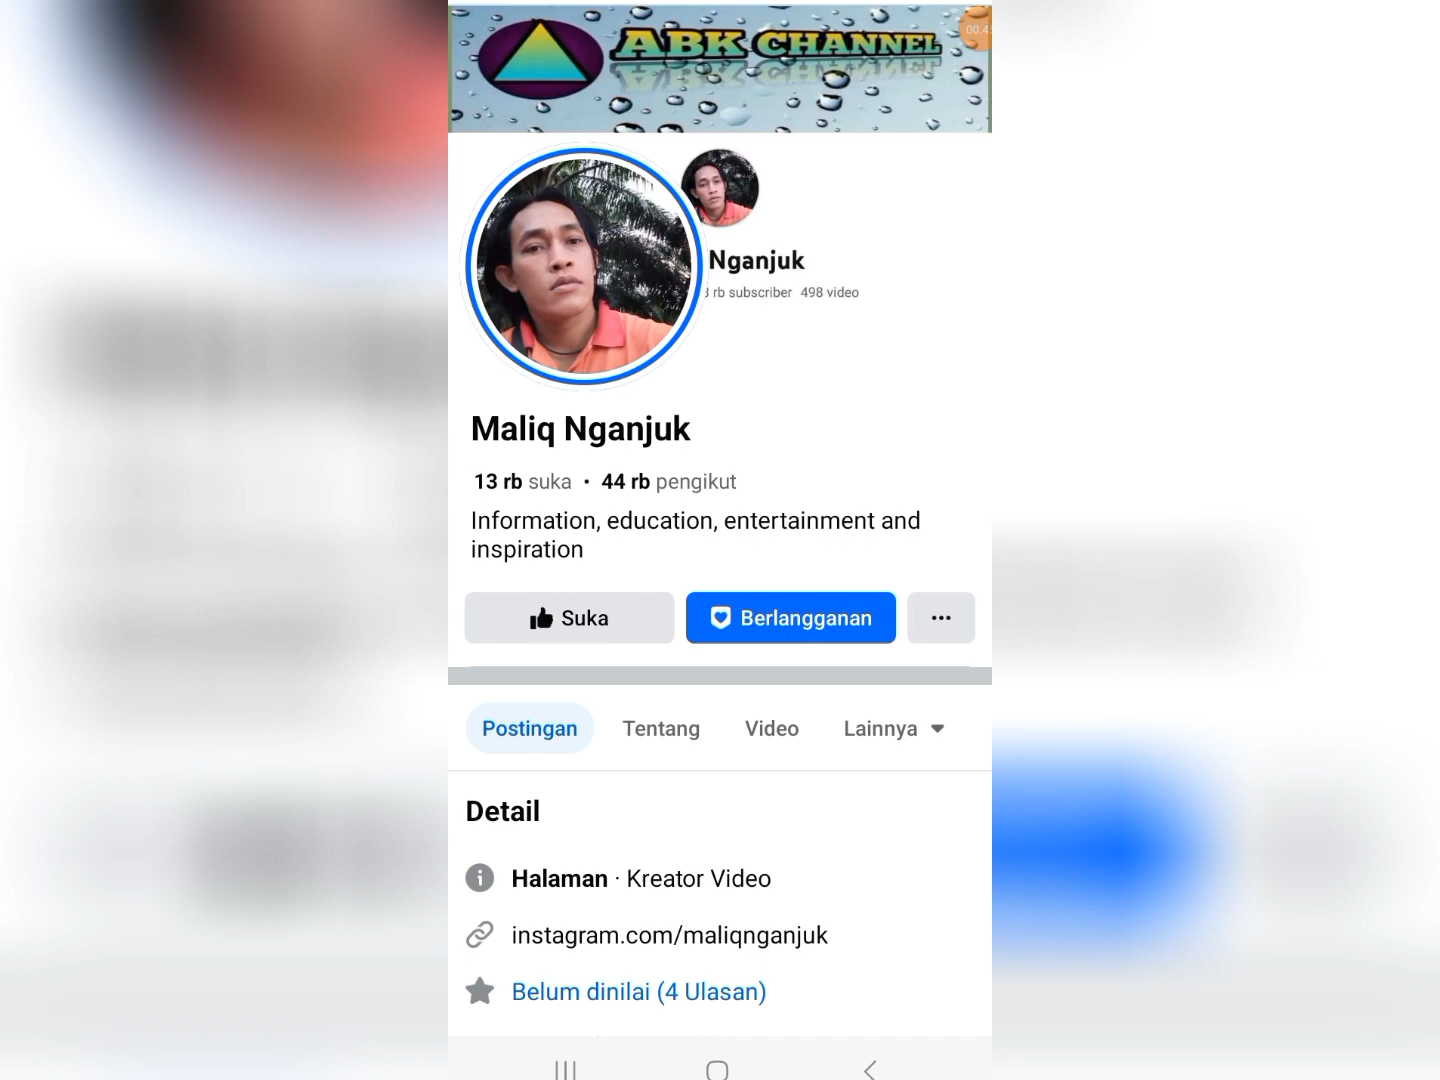 ABK CHANNEL
Nganjuk
rb subscriber 498 video
Maliq Nganjuk
13 rb suka • 44 rb pengikut
Information, education, entertainment and
inspiration
Suka
Berlangganan
Postingan
Tentang
Video
Lainnya
Detail
Halaman · Kreator Video
instagram.com/maliqnganjuk
Belum dinilai (4 Ulasan)